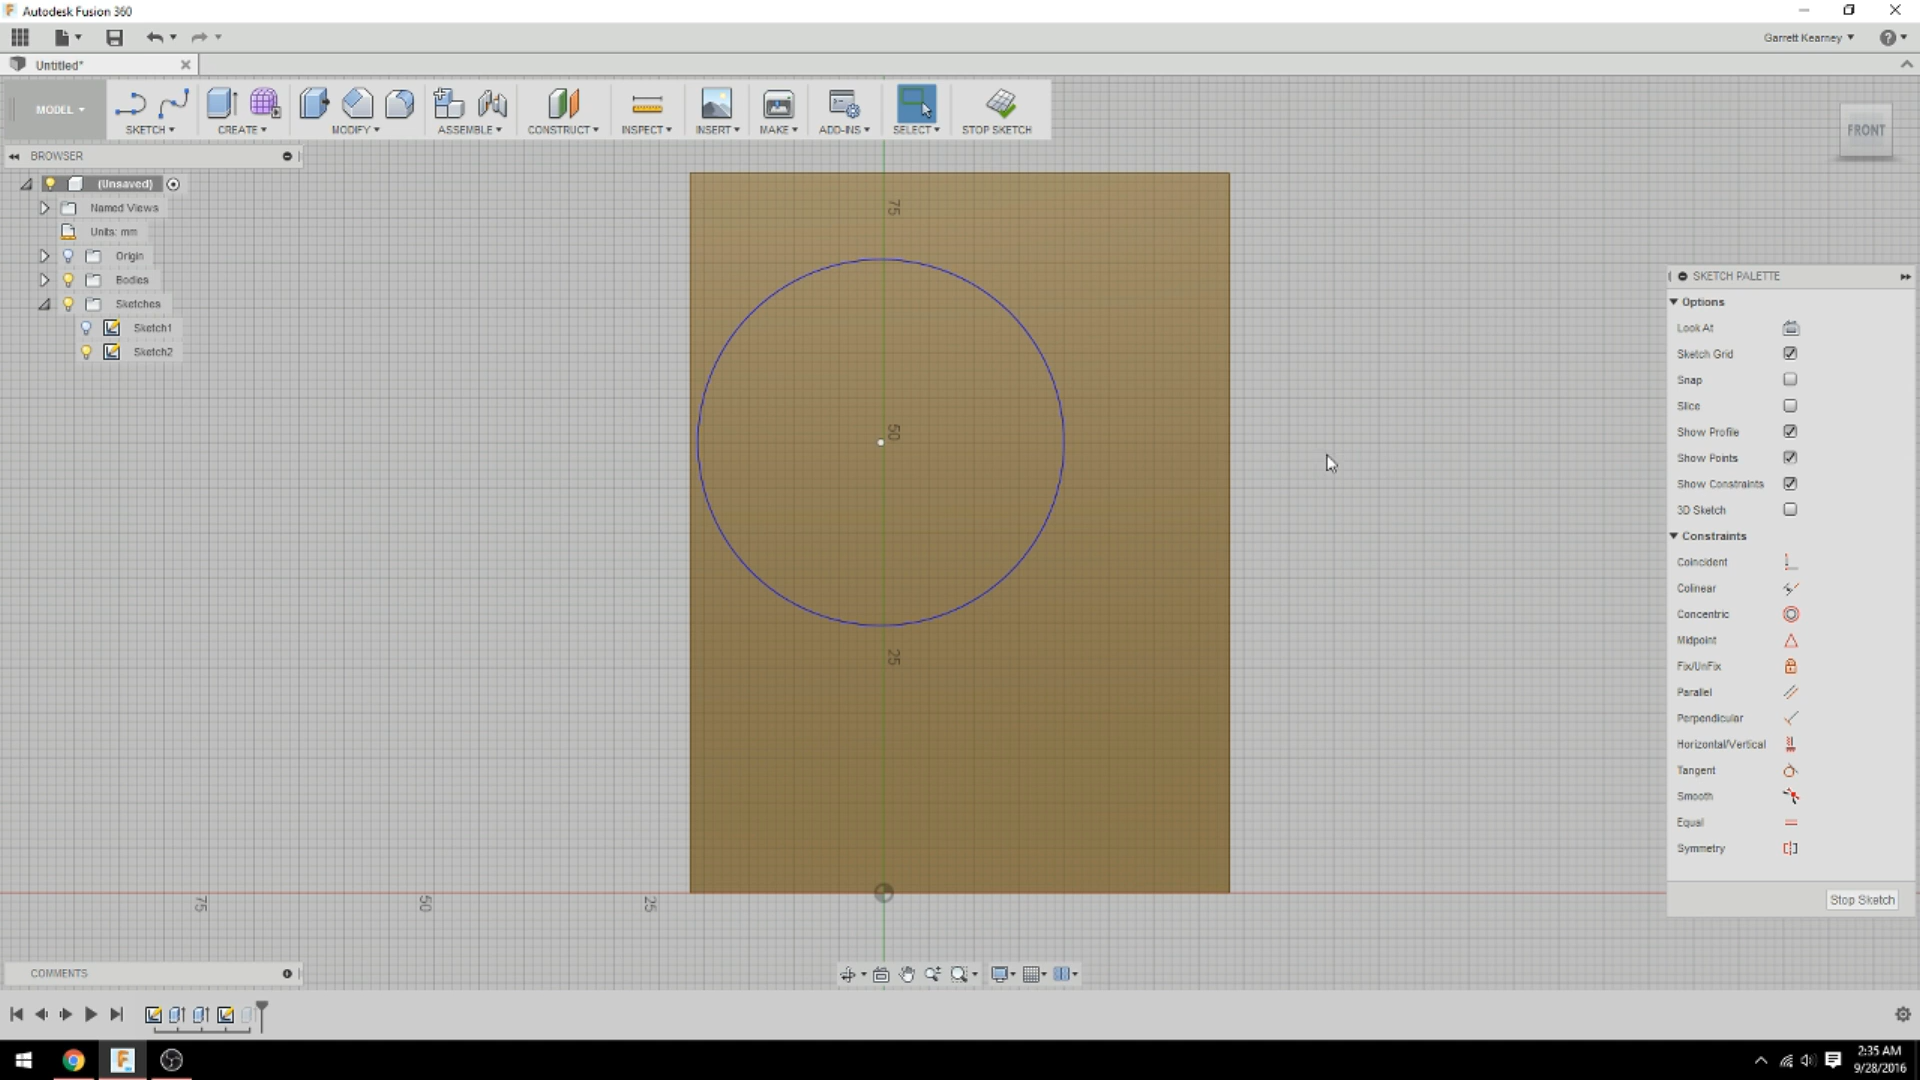 Autodesk Fusion 360
Garrett Kearney
Untitled*
MODEL
SKETCH
CREATE
MODIFY
ASSEMBLE
CONSTRUCT
INSPECT
INSERT
MAKE
ADD-INS
SELECT
STOP SKETCH
FRONT
BROWSER
(Unsaved)
Named Views
Units: mm
Origin
Bodies
Sketches
Sketch1
Sketch2
75
50
25
75
50
25
SKETCH PALETTE
Options
Look At
Sketch Grid
Snap
Slice
Show Profile
Show Points
Show Constraints
3D Sketch
Constraints
Coincident
Colinear
Concentric
Midpoint
Fix/UnFix
Parallel
Perpendicular
Horizontal/Vertical
Tangent
Smooth
Equal
Symmetry
Stop Sketch
COMMENTS
2:35 AM
9/28/2016